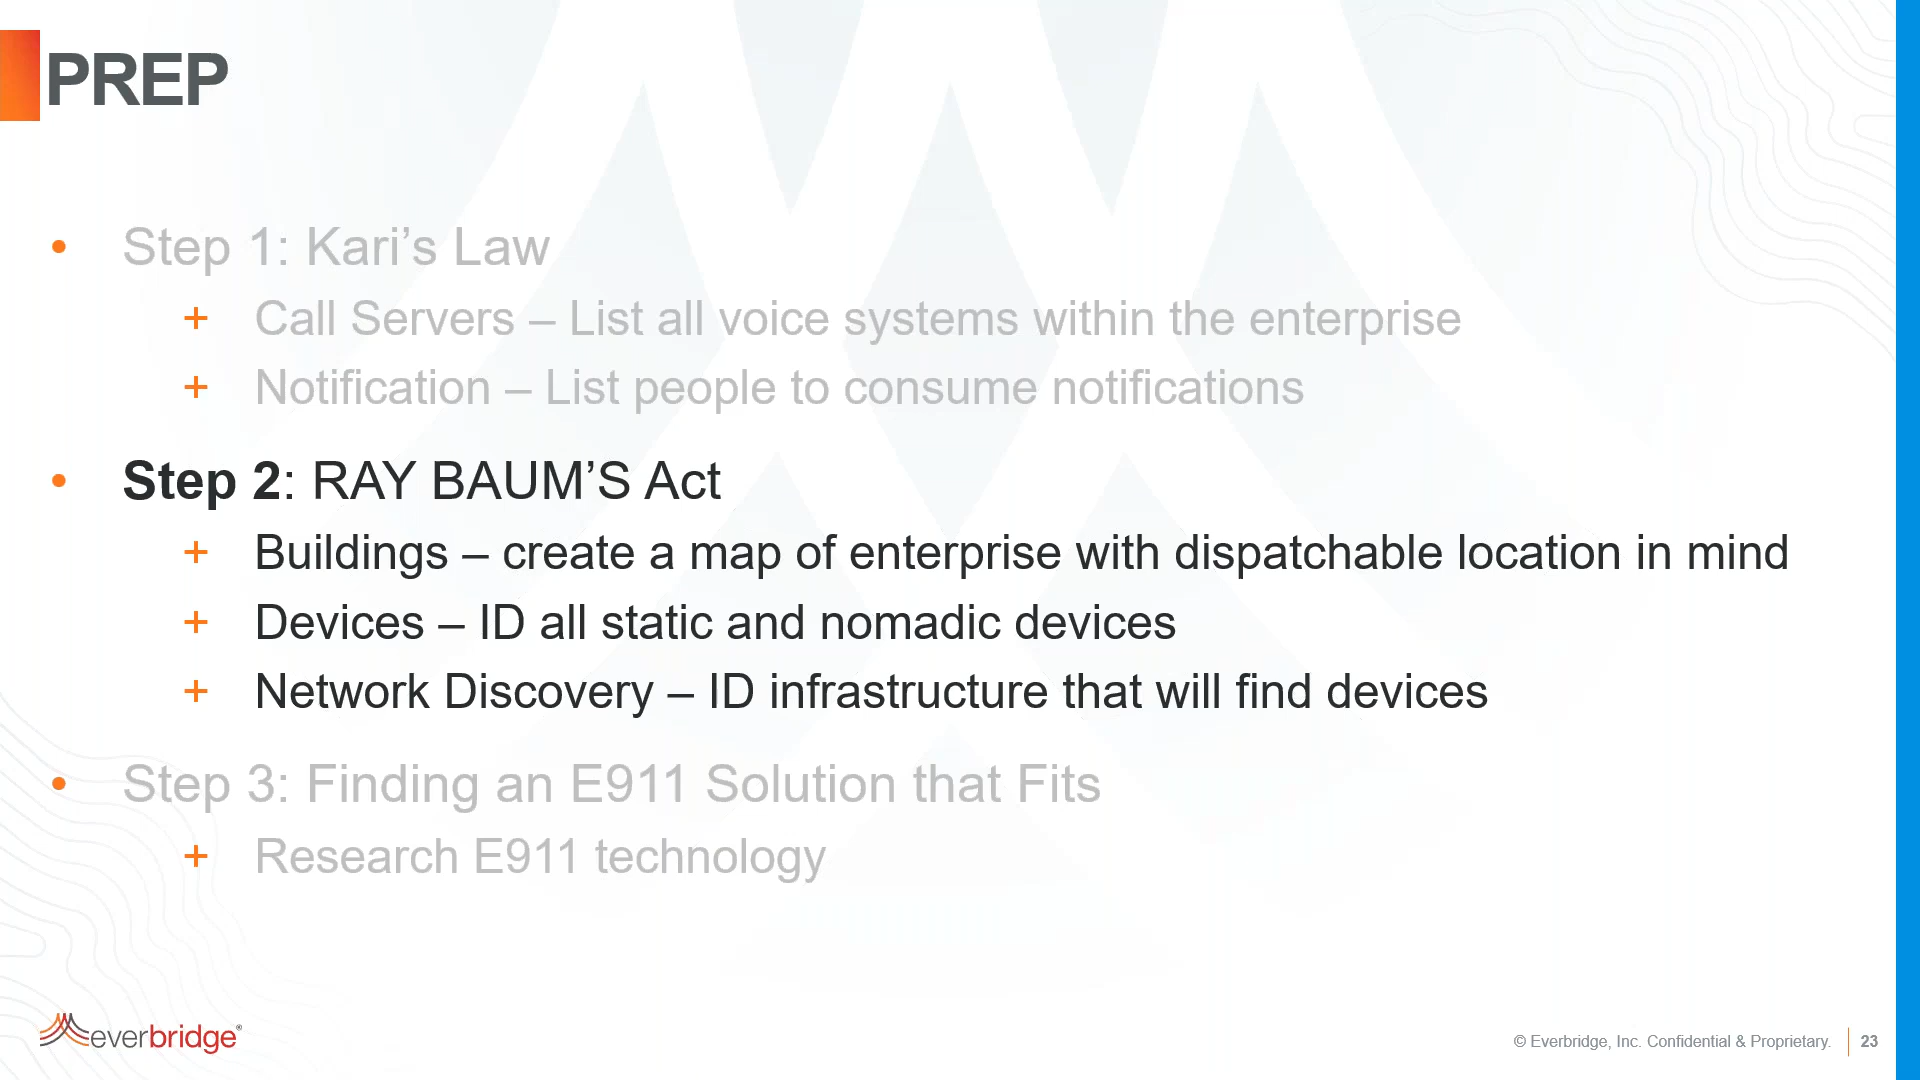 PREP
• Step 1: Kari’s Law
+ Call Servers – List all voice systems within the enterprise
+ Notification – List people to consume notifications
• Step 2: RAY BAUM’S Act
+ Buildings – create a map of enterprise with dispatchable location in mind
+ Devices – ID all static and nomadic devices
+ Network Discovery – ID infrastructure that will find devices
• Step 3: Finding an E911 Solution that Fits
+ Research E911 technology
everbridge®
© Everbridge, Inc. Confidential & Proprietary. 23